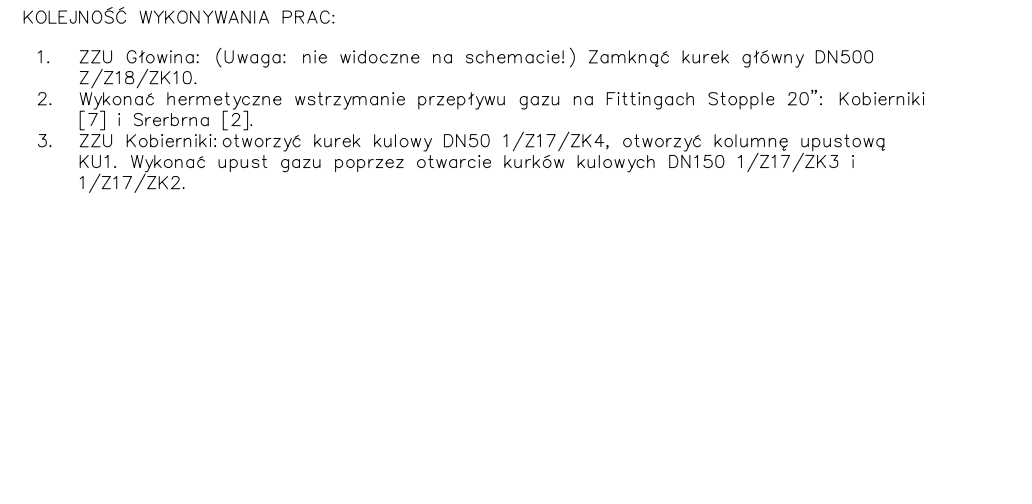 KOLEJNOŚĆ WYKONYWANIA PRAC:
1. ZZU Głowina: (Uwaga: nie widoczne na schemacie!) Zamknąć kurek główny DN500
Z/Z18/ZK10.
2. Wykonać hermetyczne wstrzymanie przepływu gazu na Fittingach Stopple 20": Kobierniki
[7] i Srerbrna [2].
3. ZZU Kobierniki: otworzyć kurek kulowy DN50 1/Z17/ZK4, otworzyć kolumnę upustową
KU1. Wykonać upust gazu poprzez otwarcie kurków kulowych DN150 1/Z17/ZK3 i
1/Z17/ZK2.